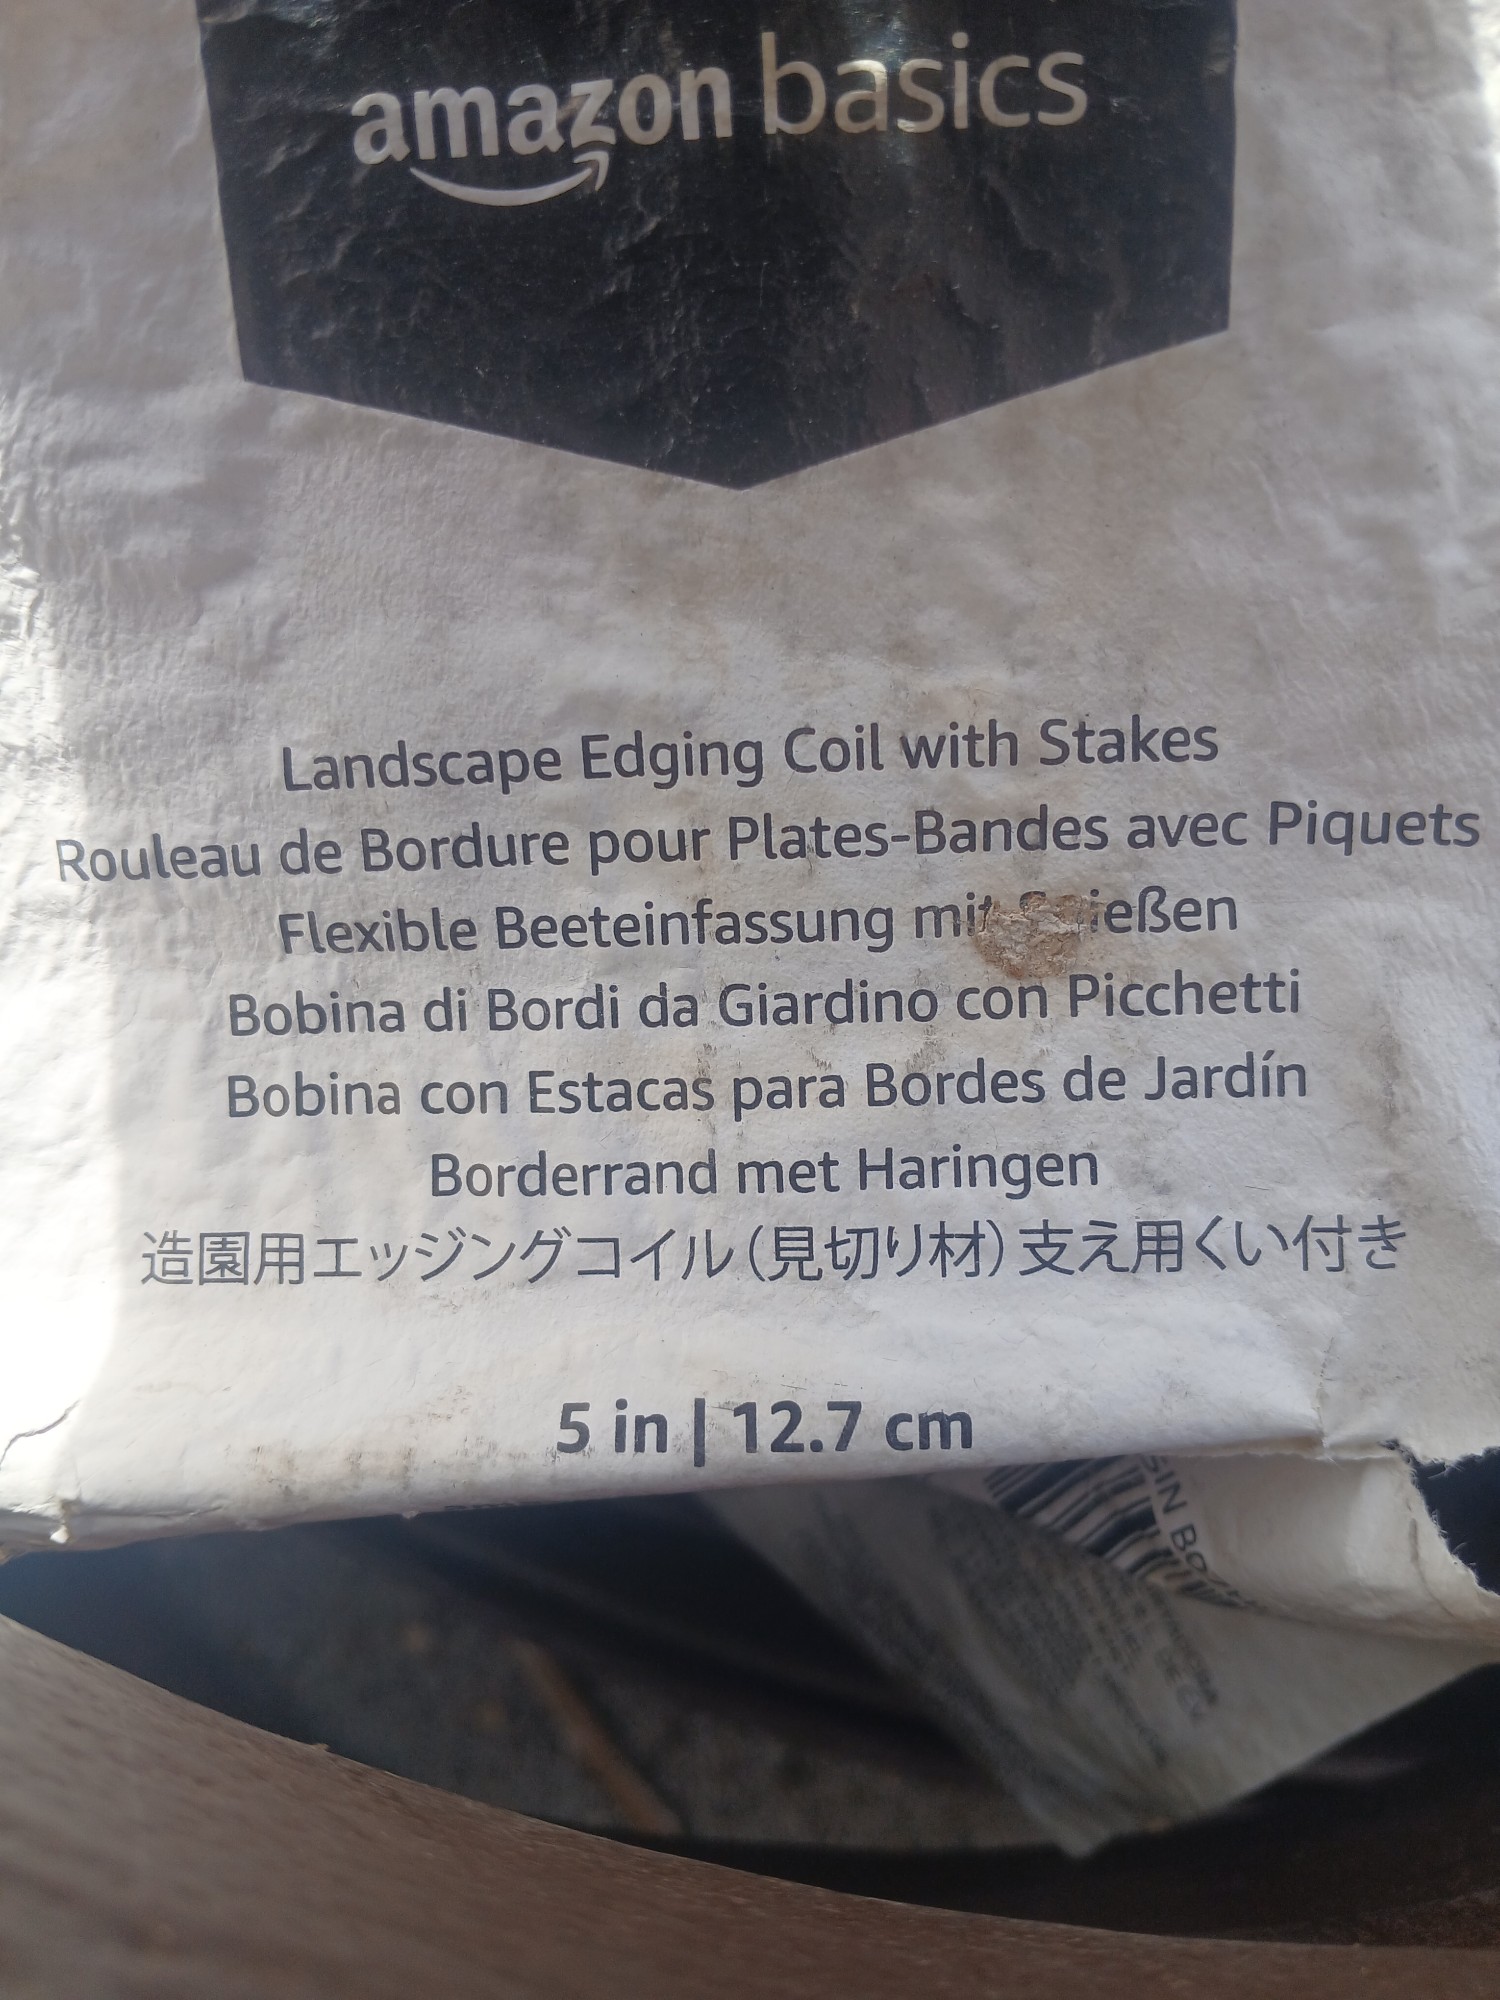 amazon basics
Landscape Edging Coil with Stakes
Rouleau de Bordure pour Plates-Bandes avec Piquets
Flexible Beeteinfassung mit
Bobina di Bordi da Giardino con Picchetti
Bobina con Estacas para Bordes de Jardín
Borderrand met Haringen
造園用エッジングコイル（見切り材）支え用くい付き
5 in | 12.7 cm